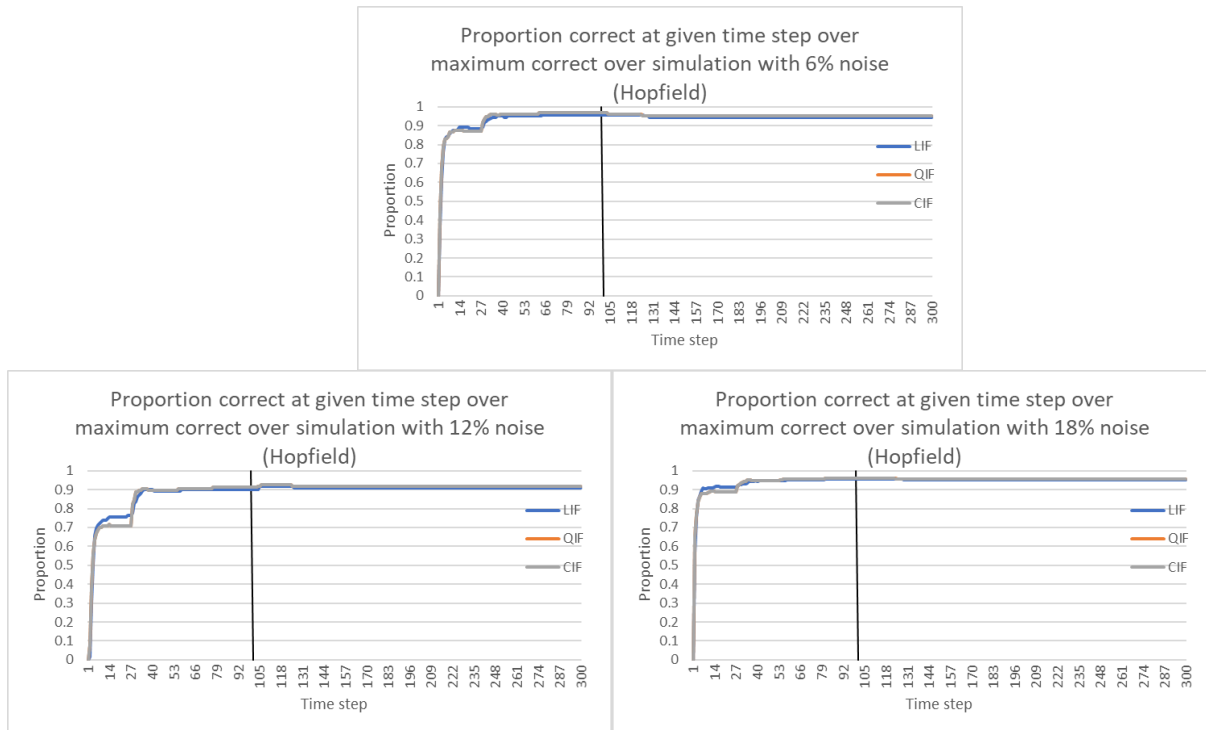 Proportion correct at given time step over
maximum correct over simulation with 6% noise
(Hopfield)
1
0.9
0.8
0.7
0.6
0.5
0.4
0.3
0.2
0.1
0
Proportion
LIF
QIF
CIF
1 14 27 40 53 66 79 92 105 118 131 144 157 170 183 196 209 222 235 248 261 274 287 300
Time step
Proportion correct at given time step over
maximum correct over simulation with 12% noise
(Hopfield)
1
0.9
0.8
0.7
0.6
0.5
0.4
0.3
0.2
0.1
0
Proportion
LIF
QIF
CIF
1 14 27 40 53 66 79 92 105 118 131 144 157 170 183 196 209 222 235 248 261 274 287 300
Time step
Proportion correct at given time step over
maximum correct over simulation with 18% noise
(Hopfield)
1
0.9
0.8
0.7
0.6
0.5
0.4
0.3
0.2
0.1
0
Proportion
LIF
QIF
CIF
1 14 27 40 53 66 79 92 105 118 131 144 157 170 183 196 209 222 235 248 261 274 287 300
Time step